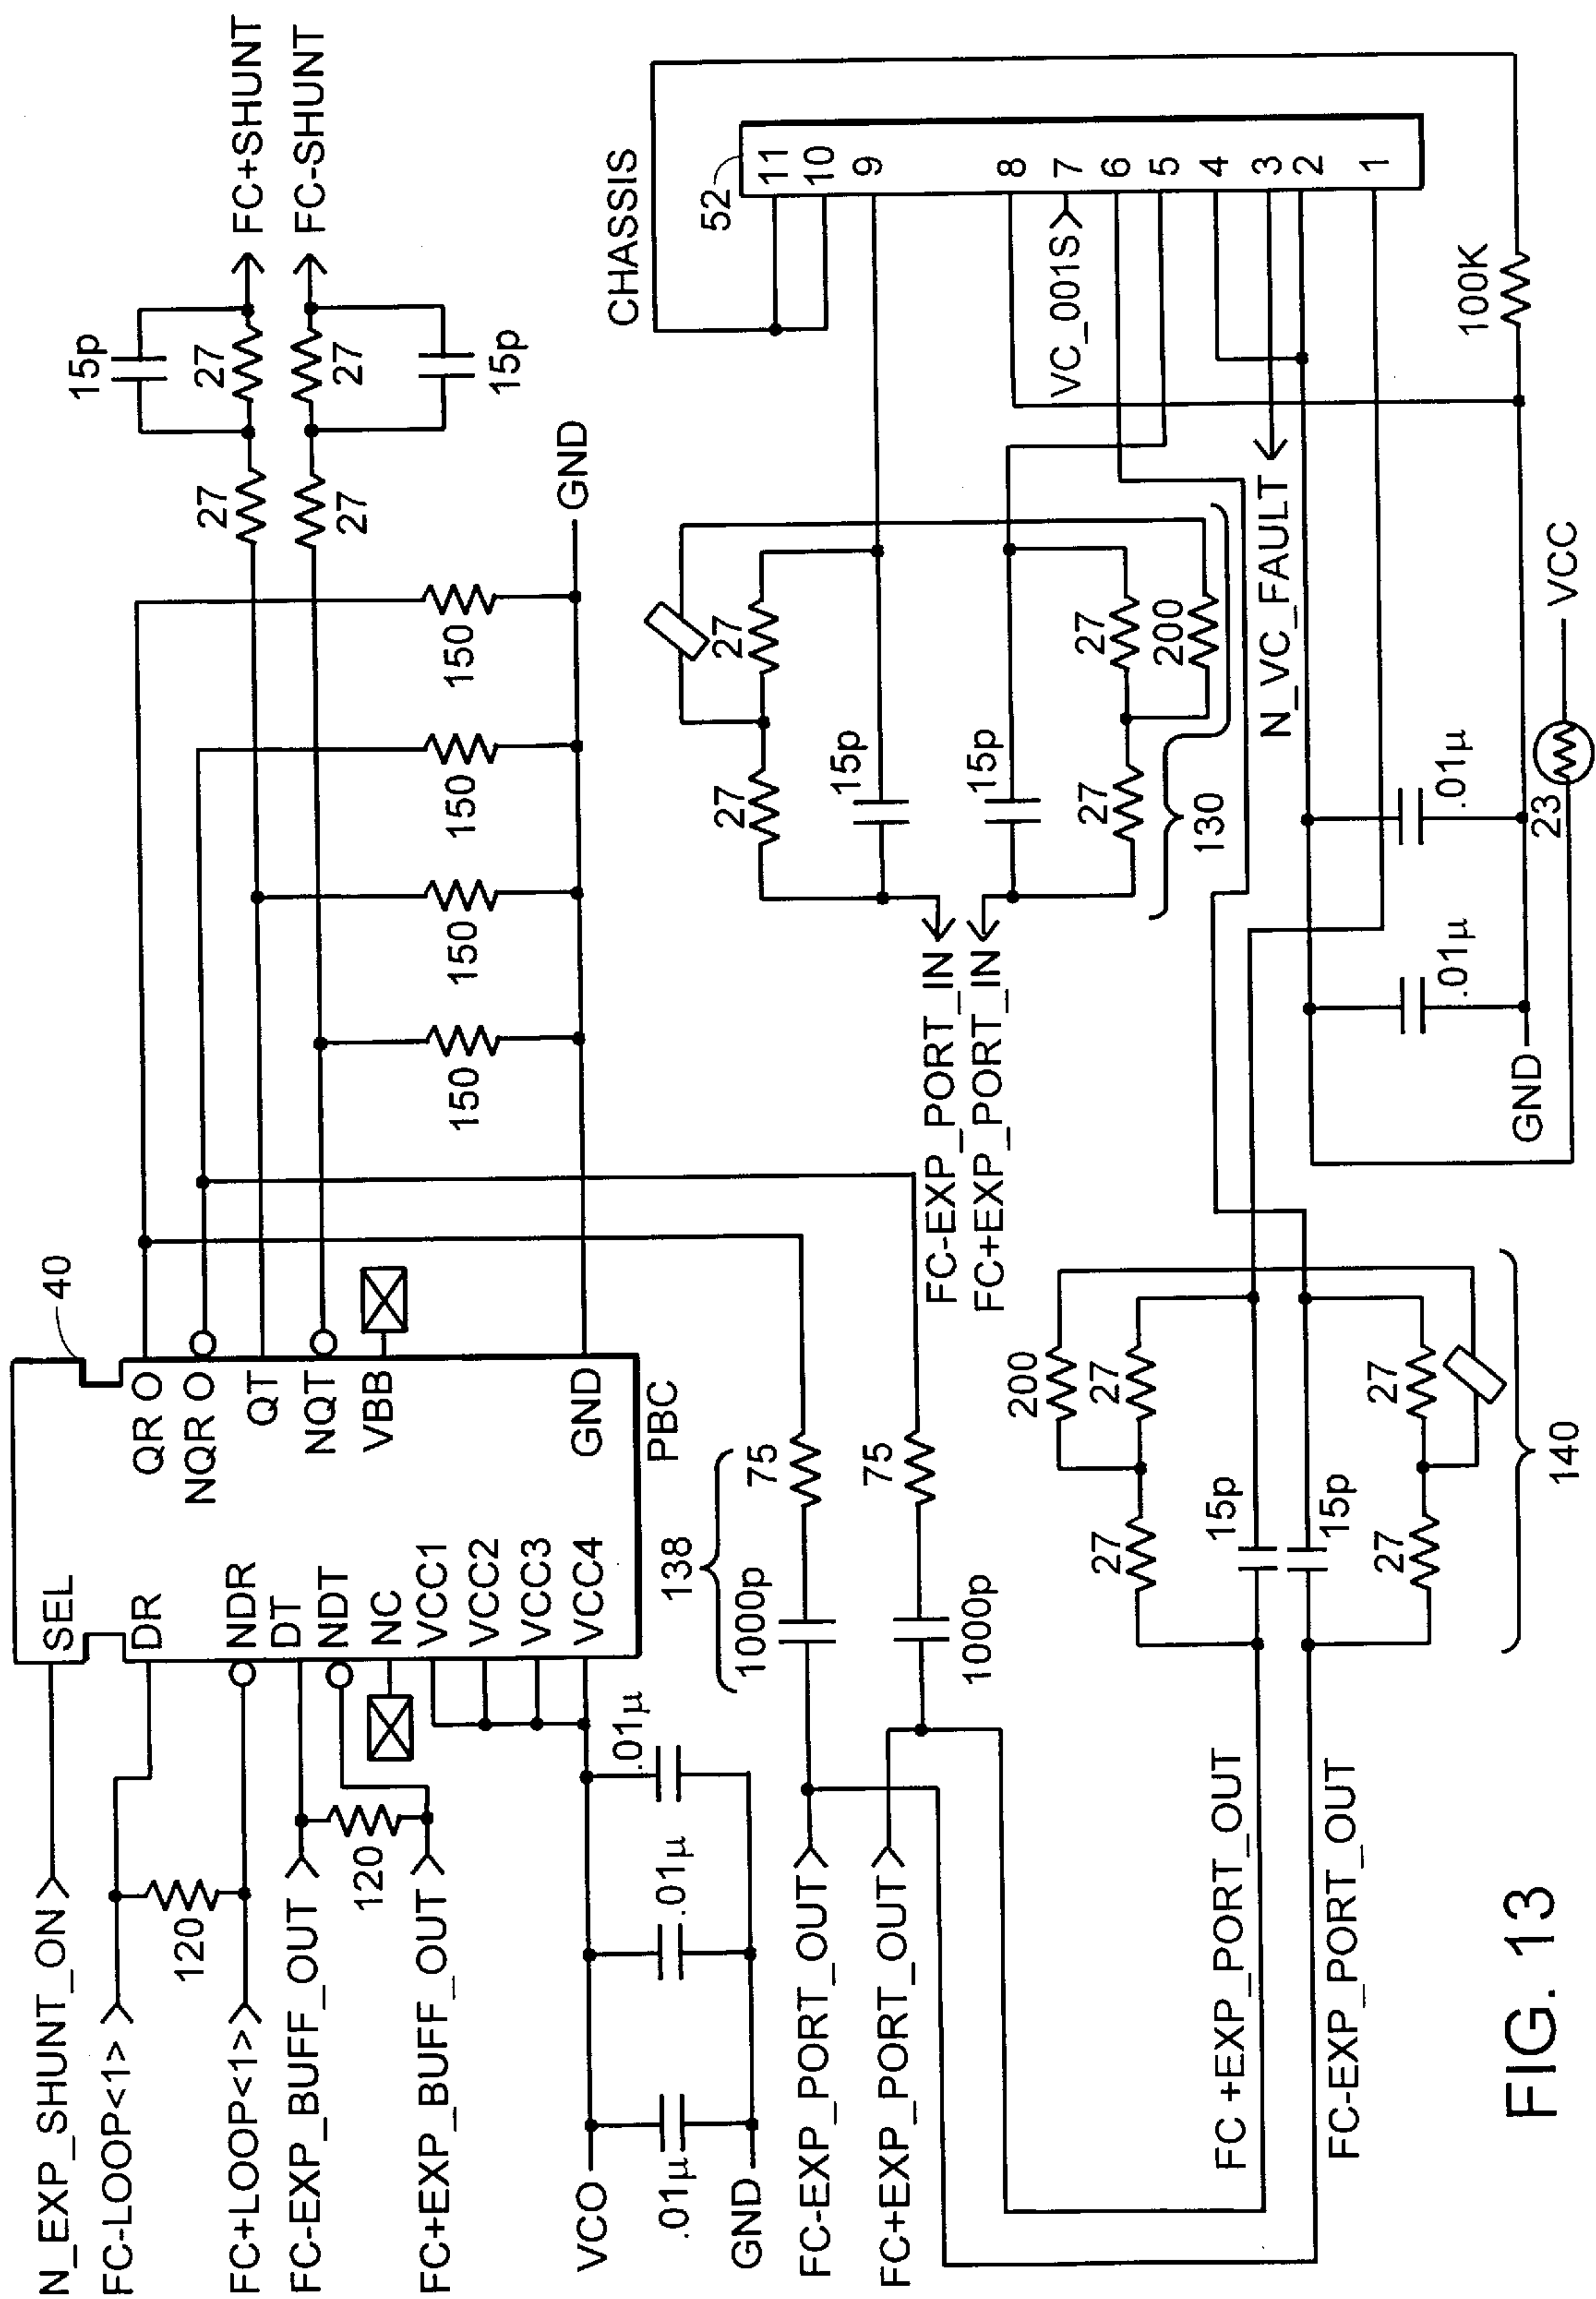 N_EXP_SHUNT_ON
FC-LOOP<1>
120
FC+LOOP<1>
FC-EXP_BUFF_OUT
120
FC+EXP_BUFF_OUT
SEL
DR
NDR
DT
NDT
NC
VCC1
VCC2
VCC3
VCC4
40
QR O
NQR O
QT
NQT
VBB
GND
PBC
15p
27
27
FC+SHUNT
FC-SHUNT
27
27
15p
150
150
150
150
GND
VCO
.01μ
.01μ
.01μ
GND
138
1000p
75
1000p
75
FC-EXP_PORT_OUT
FC+EXP_PORT_OUT
FC-EXP_PORT_IN
FC+EXP_PORT_IN
27
27
15p
15p
27
27
200
130
CHASSIS
52
11
10
9
8
7
6
5
4
3
2
1
VC_001S
N_VC_FAULT
100K
FC +EXP_PORT_OUT
FC-EXP_PORT_OUT
200
27
27
15p
15p
27
27
140
GND
.01μ
.01μ
23
VCC
FIG. 13